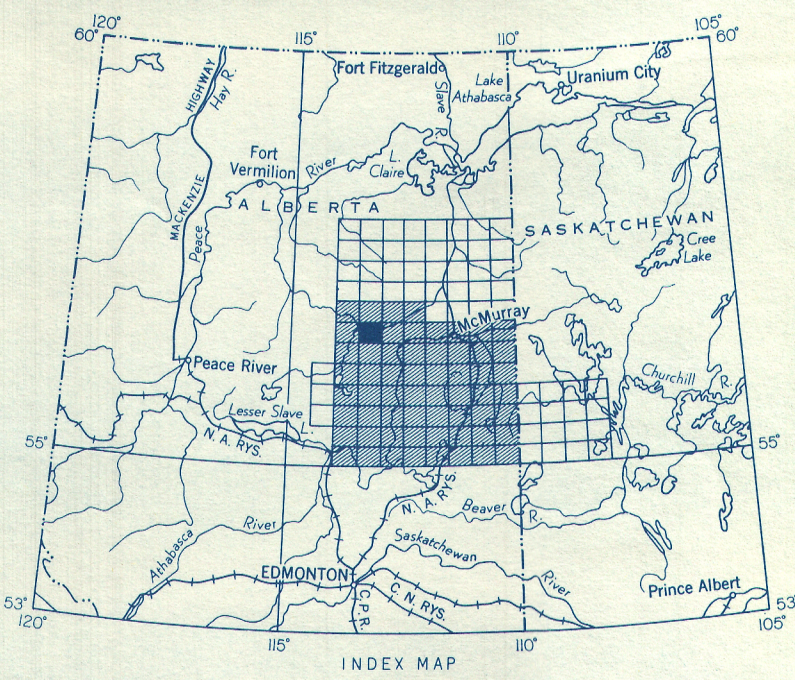 120°
105°
60°
115°
110°
60°
Fort Fitzgerald
Uranium City
Lake
Athabasca
HIGHWAY
Hay R.
Slave R.
Fort
Vermilion
River
L.
Claire
MACKENZIE
ALBERTA
SASKATCHEWAN
Peace
Cree
Lake
McMurray
Peace River
Churchill
R.
Lesser Slave
L.
N. A. RYS.
55°
55°
N. A. RYS.
Beaver
R.
River
Athabasca
Saskatchewan
River
EDMONTON
C. N. RYS.
C. P. R.
Prince Albert
53°
53
120°
115°
110°
105°
INDEX MAP